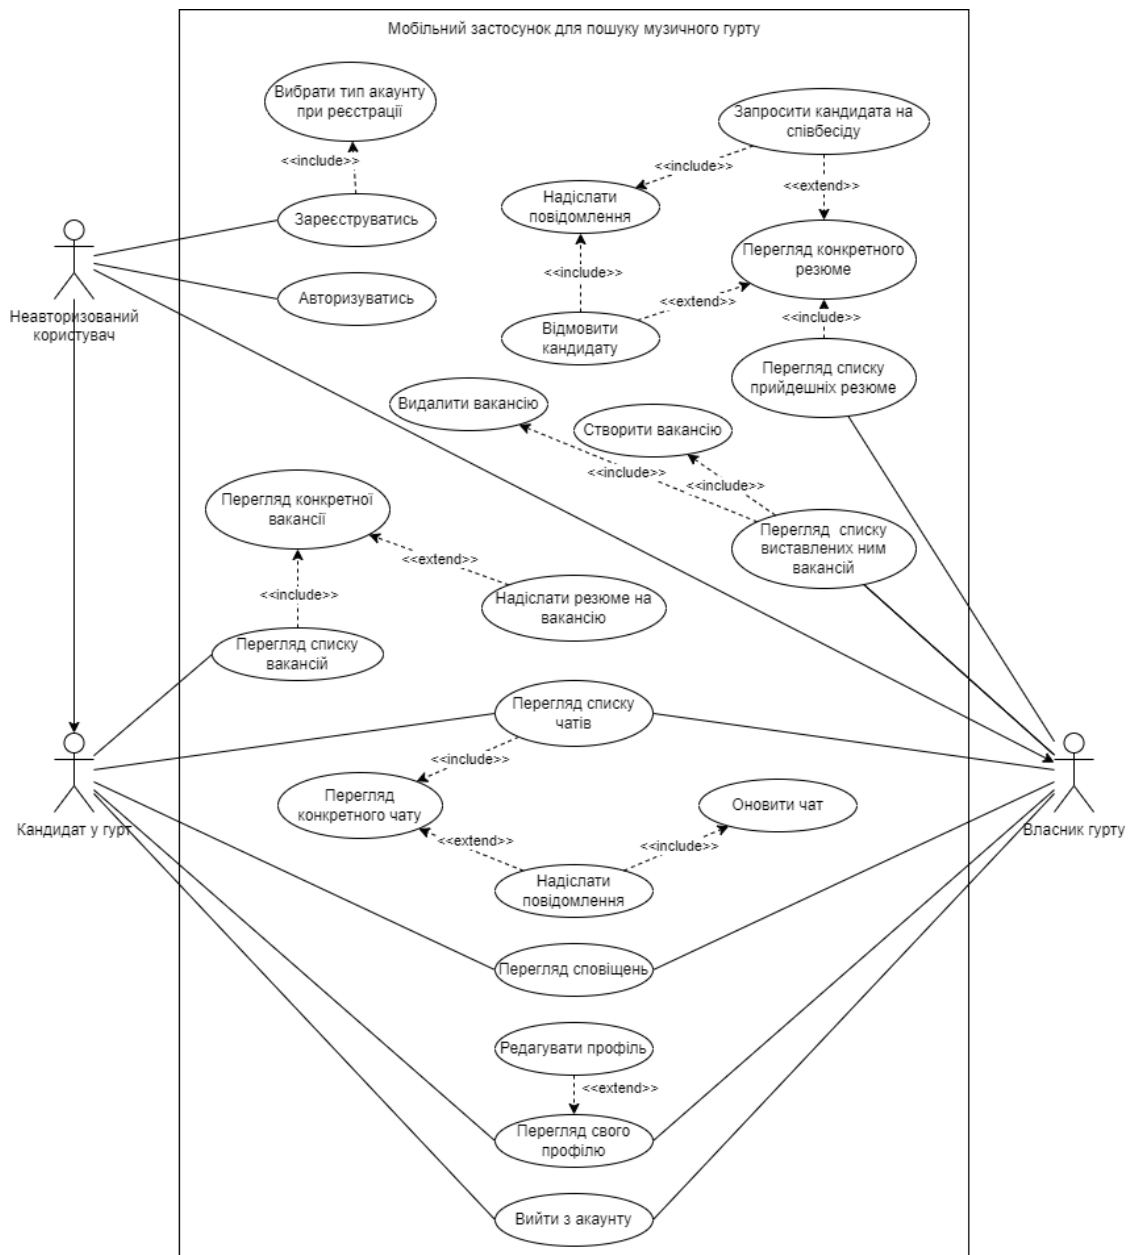 Мобільний застосунок для пошуку музичного гурту
Вибрати тип акаунту
при реєстрації
<<include>>
Зареєструватись
Авторизуватись
Неавторизований
користувач
Запросити кандидата на
співбесіду
<<include>>
<<extend>>
Надіслати
повідомлення
Перегляд конкретного
резюме
<<include>>
<<extend>>
<<include>>
Відмовити
кандидату
Перегляд списку
прийдешніх резюме
Видалити вакансію
Створити вакансію
<<include>>
<<include>>
Перегляд списку
виставлених ним
вакансій
Перегляд конкретної
вакансії
<<extend>>
<<include>>
Надіслати резюме на
вакансію
Перегляд списку
вакансій
Перегляд списку
чатів
<<include>>
Перегляд
конкретного чату
Оновити чат
Кандидат у гурт
Власник гурту
<<extend>>
<<include>>
Надіслати
повідомлення
Перегляд сповіщень
Редагувати профіль
<<extend>>
Перегляд свого
профілю
Вийти з акаунту